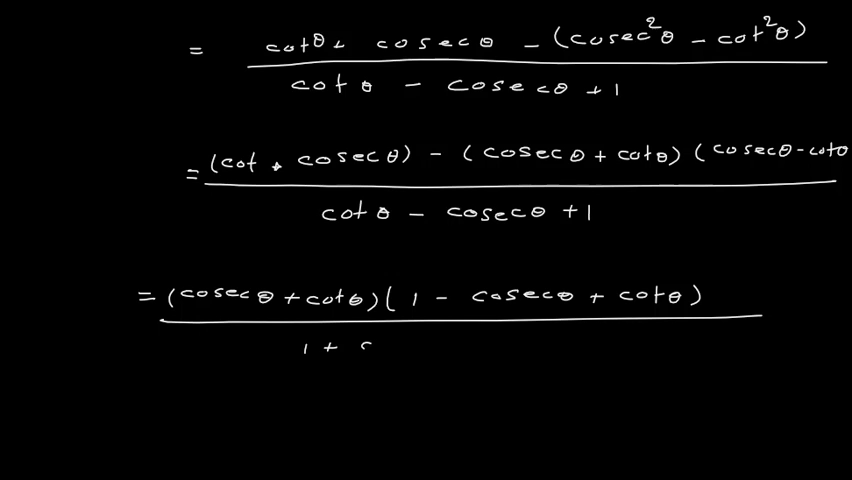 = cotθ + cosecθ - (cosec²θ - cot²θ)
cotθ - cosecθ + 1
= (cot + cosecθ) - (cosecθ + cotθ) (cosecθ - cotθ
cotθ - cosecθ + 1
= (cosecθ + cotθ) (1 - cosecθ + cotθ)
1 +